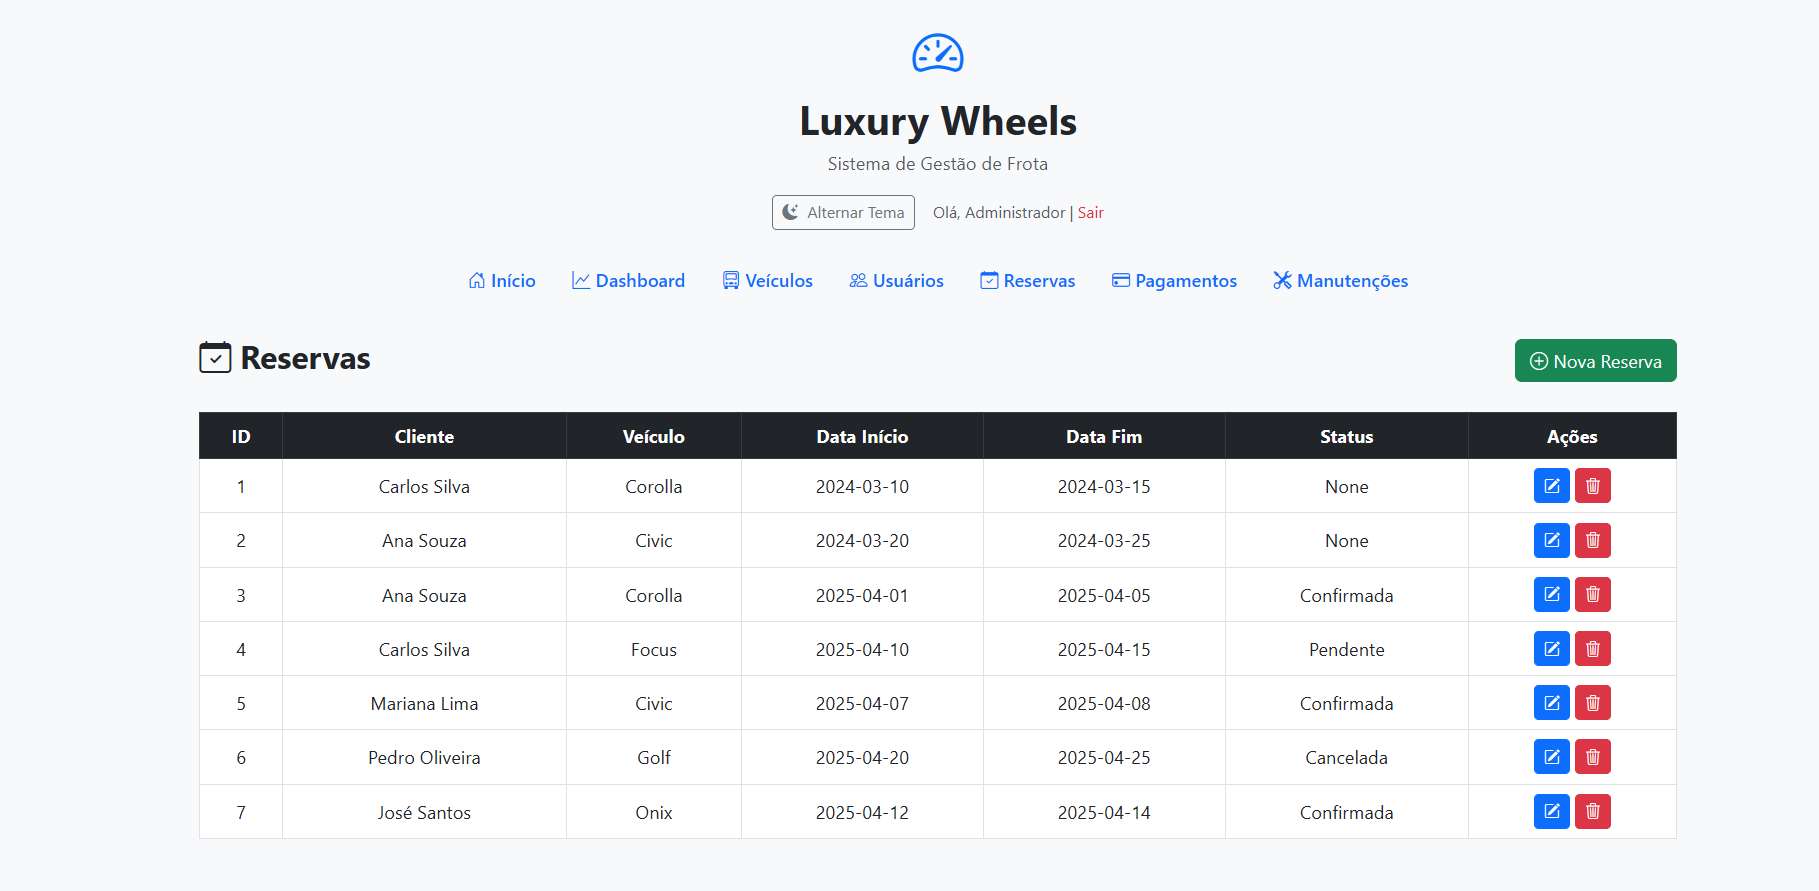 Luxury Wheels
Sistema de Gestão de Frota
Alternar Tema Olá, Administrador | Sair
Início Dashboard Veículos Usuários Reservas Pagamentos Manutenções
Reservas Nova Reserva
ID Cliente Veículo Data Início Data Fim Status Ações
1 Carlos Silva Corolla 2024-03-10 2024-03-15 None
2 Ana Souza Civic 2024-03-20 2024-03-25 None
3 Ana Souza Corolla 2025-04-01 2025-04-05 Confirmada
4 Carlos Silva Focus 2025-04-10 2025-04-15 Pendente
5 Mariana Lima Civic 2025-04-07 2025-04-08 Confirmada
6 Pedro Oliveira Golf 2025-04-20 2025-04-25 Cancelada
7 José Santos Onix 2025-04-12 2025-04-14 Confirmada